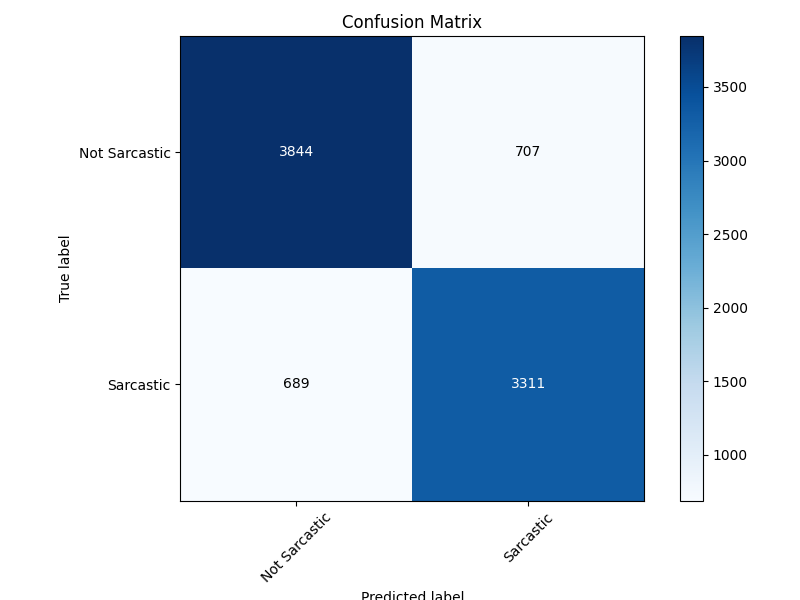 Confusion Matrix
Not Sarcastic
3844
707
Sarcastic
689
3311
True label
Not Sarcastic
Sarcastic
Predicted label
3500
3000
2500
2000
1500
1000